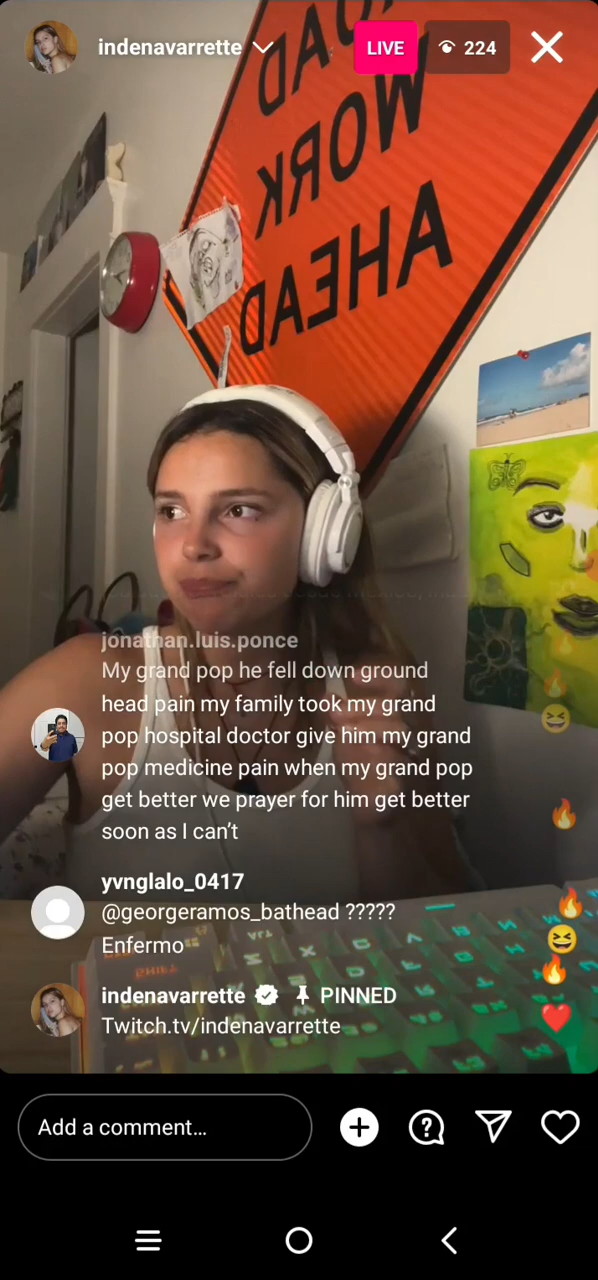 indenavarrette
LIVE
224
ROAD
WORK
AHEAD
jonathan.luis.ponce
My grand pop he fell down ground
head pain my family took my grand
pop hospital doctor give him my grand
pop medicine pain when my grand pop
get better we prayer for him get better
soon as I can't
yvnglalo_0417
@georgeramos_bathead ?????
Enfermo
indenavarrette PINNED
Twitch.tv/indenavarrette
Add a comment...